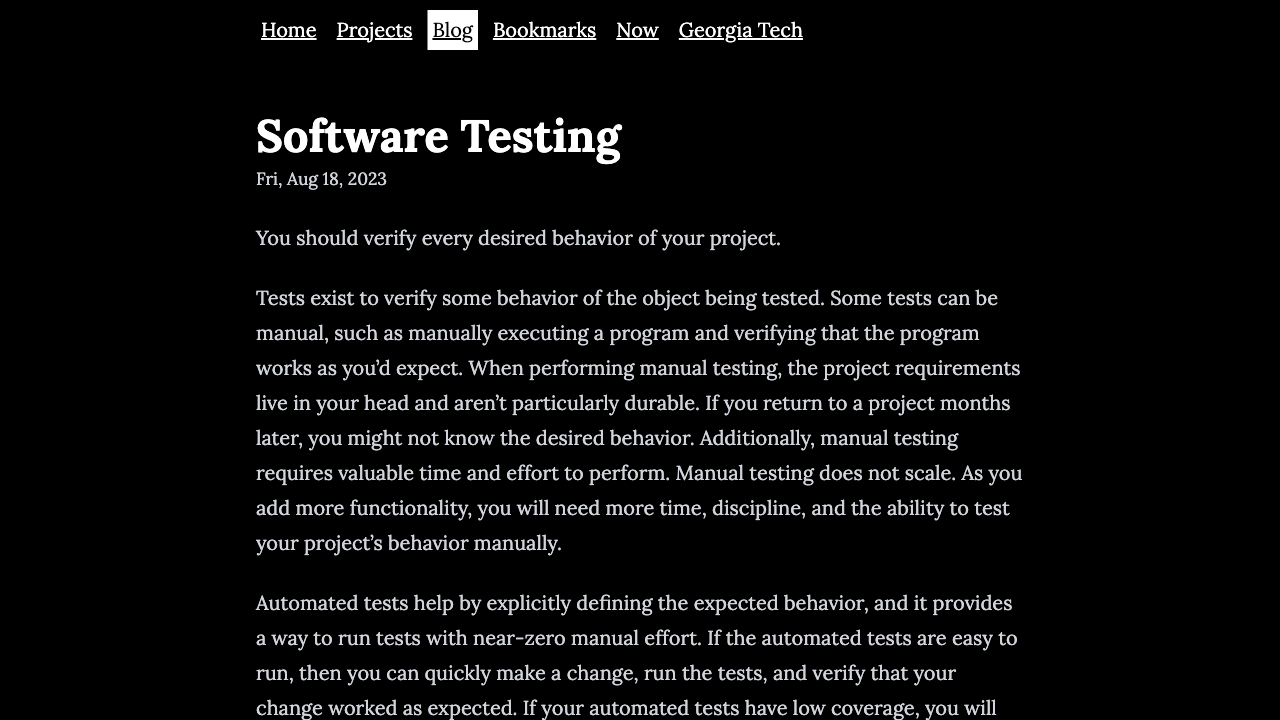 Home Projects Blog Bookmarks Now Georgia Tech
Software Testing
Fri, Aug 18, 2023
You should verify every desired behavior of your project.
Tests exist to verify some behavior of the object being tested. Some tests can be
manual, such as manually executing a program and verifying that the program
works as you’d expect. When performing manual testing, the project requirements
live in your head and aren’t particularly durable. If you return to a project months
later, you might not know the desired behavior. Additionally, manual testing
requires valuable time and effort to perform. Manual testing does not scale. As you
add more functionality, you will need more time, discipline, and the ability to test
your project’s behavior manually.
Automated tests help by explicitly defining the expected behavior, and it provides
a way to run tests with near-zero manual effort. If the automated tests are easy to
run, then you can quickly make a change, run the tests, and verify that your
change worked as expected. If your automated tests have low coverage, you will